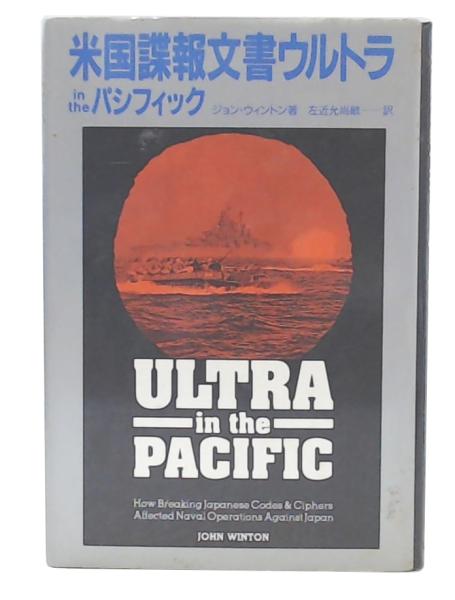 米国諜報文書ウルトラ
in the パシフィック ジョン・ウィントン著 左近允尚敏──訳
ULTRA
in the
PACIFIC
How Breaking Japanese Codes & Ciphers
Affected Naval Operations Against Japan
JOHN WINTON